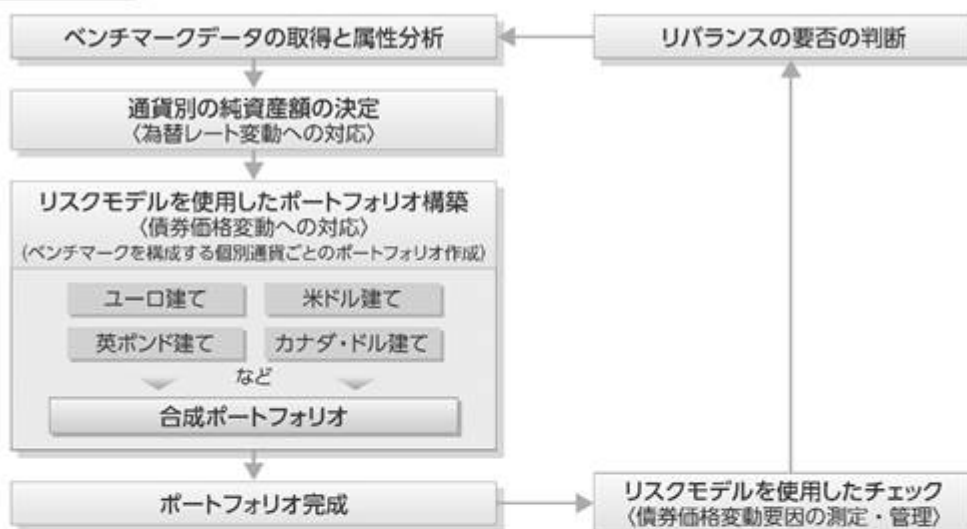 ベンチマークデータの取得と属性分析
リバランスの要否の判断
通貨別の純資産額の決定
〈為替レート変動への対応〉
リスクモデルを使用したポートフォリオ構築
〈債券価格変動への対応〉
(ベンチマークを構成する個別通貨ごとのポートフォリオ作成)
ユーロ建て
米ドル建て
英ポンド建て
カナダ・ドル建て
など
合成ポートフォリオ
ポートフォリオ完成
リスクモデルを使用したチェック
〈債券価格変動要因の測定・管理〉